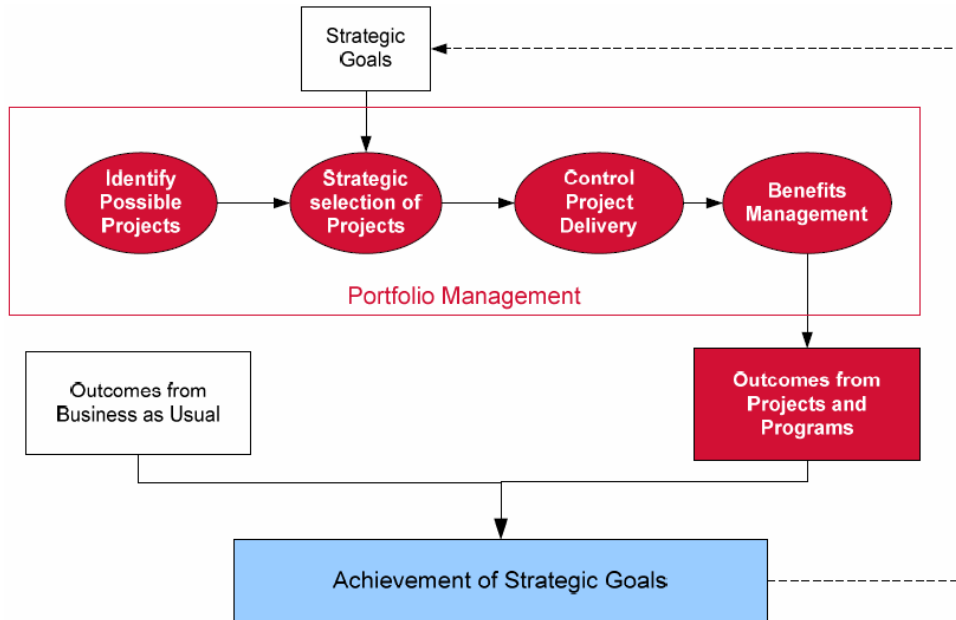 Strategic
Goals
Identify
Possible
Projects
Strategic
selection of
Projects
Control
Project
Delivery
Benefits
Management
Portfolio Management
Outcomes from
Business as Usual
Outcomes from
Projects and
Programs
Achievement of Strategic Goals